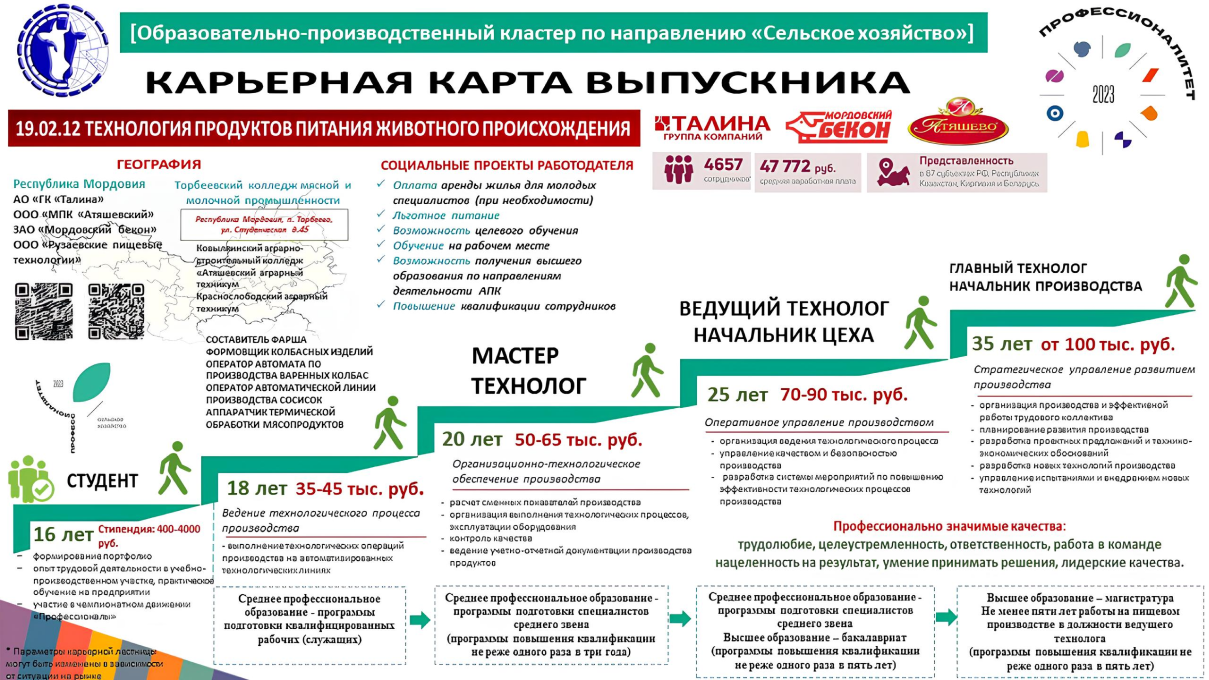 [Образовательно-производственный кластер по направлению «Сельское хозяйство»]
КАРЬЕРНАЯ КАРТА ВЫПУСКНИКА
ПРОФЕССИОНАЛИТЕТ
2023
19.02.12 ТЕХНОЛОГИЯ ПРОДУКТОВ ПИТАНИЯ ЖИВОТНОГО ПРОИСХОЖДЕНИЯ
ТАЛИНА
ГРУППА КОМПАНИЙ
МОРДОВСКИЙ
БЕКОН
АТЯШЕВО
4657
сотрудников
47 772 руб.
средняя заработная плата
Представленность
в 67 субъектах РФ, Республиках
Казахстан, Киргизия и Беларусь
ГЕОГРАФИЯ
Республика Мордовия
АО «ГК «Талина»
ООО «МПК «Атяшевский»
ЗАО «Мордовский бекон»
ООО «Рузаевские пищевые
технологии»
Торбеевский колледж мясной и
молочной промышленности
Республика Мордовия, п. Торбеево,
ул. Студенческая д.45
Ковылкинский аграрно-
строительный колледж
«Атяшевский аграрный
техникум
Краснослободский аграрный
техникум
СОЦИАЛЬНЫЕ ПРОЕКТЫ РАБОТОДАТЕЛЯ
✓ Оплата аренды жилья для молодых
специалистов (при необходимости)
✓ Льготное питание
✓ Возможность целевого обучения
✓ Обучение на рабочем месте
✓ Возможность получения высшего
образования по направлениям
деятельности АПК
✓ Повышение квалификации сотрудников
2023
ПРОФЕССИОНАЛИТЕТ
сельское
хозяйство
СТУДЕНТ
16 лет Стипендия: 400-4000
руб.
– формирование портфолио
– опыт трудовой деятельности в учебно-
производственном участке, практическое
обучение на предприятии
– участие в чемпионатном движении
«Профессионалы»
* Параметры карьерной лестницы
могут быть изменены в зависимости
от ситуации на рынке
СОСТАВИТЕЛЬ ФАРША
ФОРМОВЩИК КОЛБАСНЫХ ИЗДЕЛИЙ
ОПЕРАТОР АВТОМАТА ПО
ПРОИЗВОДСТВА ВАРЕННЫХ КОЛБАС
ОПЕРАТОР АВТОМАТИЧЕСКОЙ ЛИНИИ
ПРОИЗВОДСТВА СОСИСОК
АППАРАТЧИК ТЕРМИЧЕСКОЙ
ОБРАБОТКИ МЯСОПРОДУКТОВ
18 лет 35-45 тыс. руб.
Ведение технологического процесса
производства
- выполнение технологических операций
производства на автоматизированных
технологических линиях
Среднее профессиональное
образование - программы
подготовки квалифицированных
рабочих (служащих)
МАСТЕР
ТЕХНОЛОГ
20 лет 50-65 тыс. руб.
Организационно-технологическое
обеспечение производства
- расчет сменных показателей производства
- организация выполнения технологических процессов,
эксплуатации оборудования
- контроль качества
- ведение учетно-отчетной документации производства
продуктов
Среднее профессиональное образование -
программы подготовки специалистов
среднего звена
(программы повышения квалификации
не реже одного раза в три года)
ВЕДУЩИЙ ТЕХНОЛОГ
НАЧАЛЬНИК ЦЕХА
25 лет 70-90 тыс. руб.
Оперативное управление производством
- организация ведения технологического процесса
- управление качеством и безопасностью
производства
- разработка системы мероприятий по повышению
эффективности технологических процессов
производства
Среднее профессиональное образование -
программы подготовки специалистов
среднего звена
Высшее образование – бакалавриат
(программы повышения квалификации
не реже одного раза в пять лет)
ГЛАВНЫЙ ТЕХНОЛОГ
НАЧАЛЬНИК ПРОИЗВОДСТВА
35 лет от 100 тыс. руб.
Стратегическое управление развитием
производства
- организация производства и эффективной
работы трудового коллектива
- планирование развития производства
- разработка проектных предложений и технико-
экономических обоснований
- разработка новых технологий производства
- управление испытаниями и внедрением новых
технологий
Профессионально значимые качества:
трудолюбие, целеустремленность, ответственность, работа в команде
нацеленность на результат, умение принимать решения, лидерские качества.
Высшее образование – магистратура
Не менее пяти лет работы на пищевом
производстве в должности ведущего
технолога
(программы повышения квалификации не
реже одного раза в пять лет)